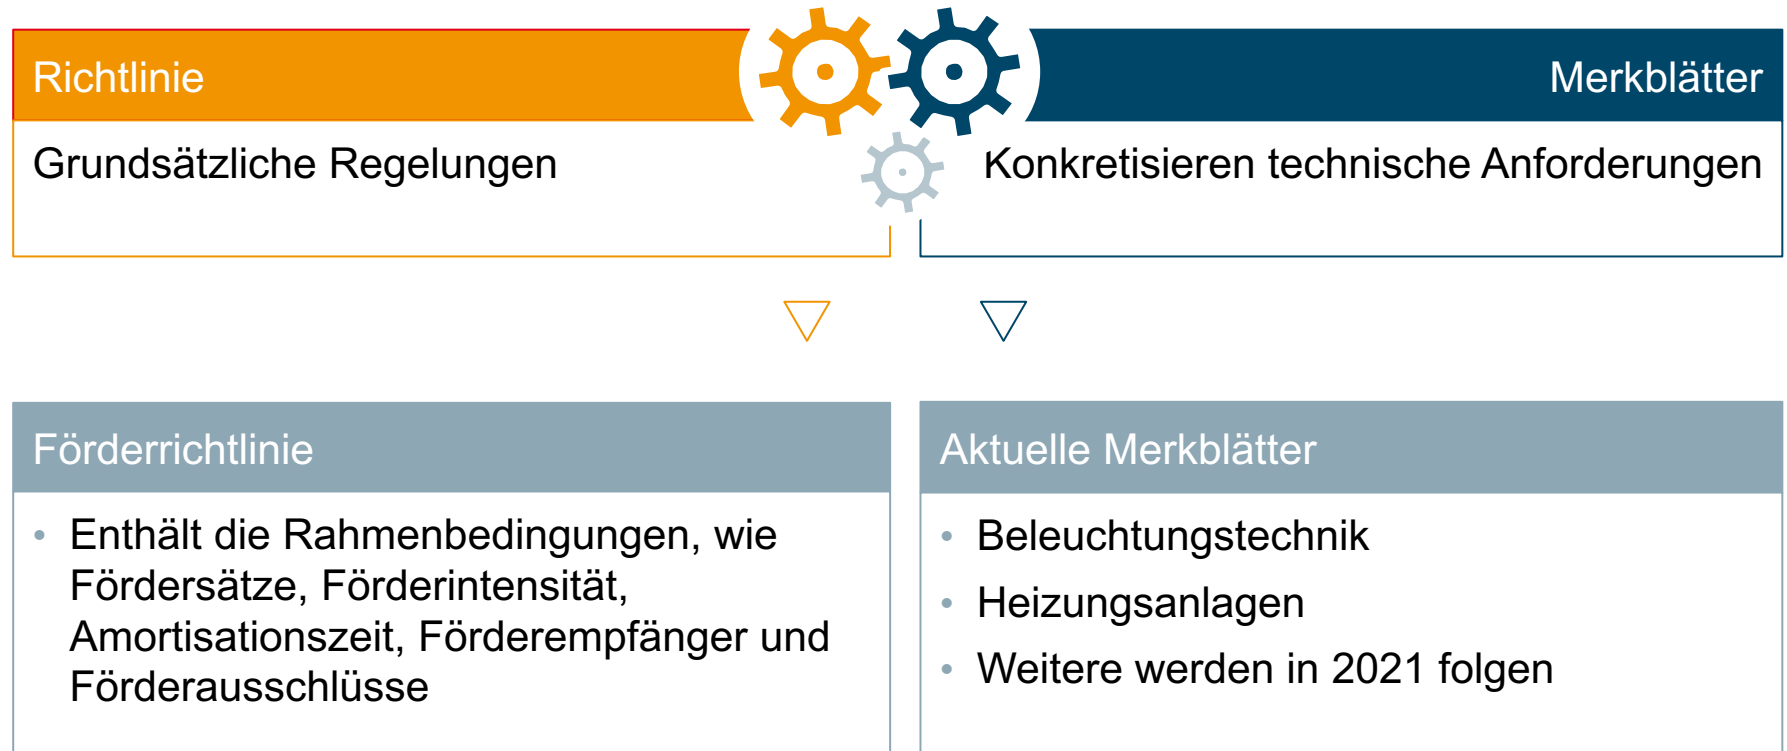 Richtlinie
Merkblätter
Grundsätzliche Regelungen
Konkretisieren technische Anforderungen
Förderrichtlinie
• Enthält die Rahmenbedingungen, wie
Fördersätze, Förderintensität,
Amortisationszeit, Förderempfänger und
Förderausschlüsse
Aktuelle Merkblätter
• Beleuchtungstechnik
• Heizungsanlagen
• Weitere werden in 2021 folgen